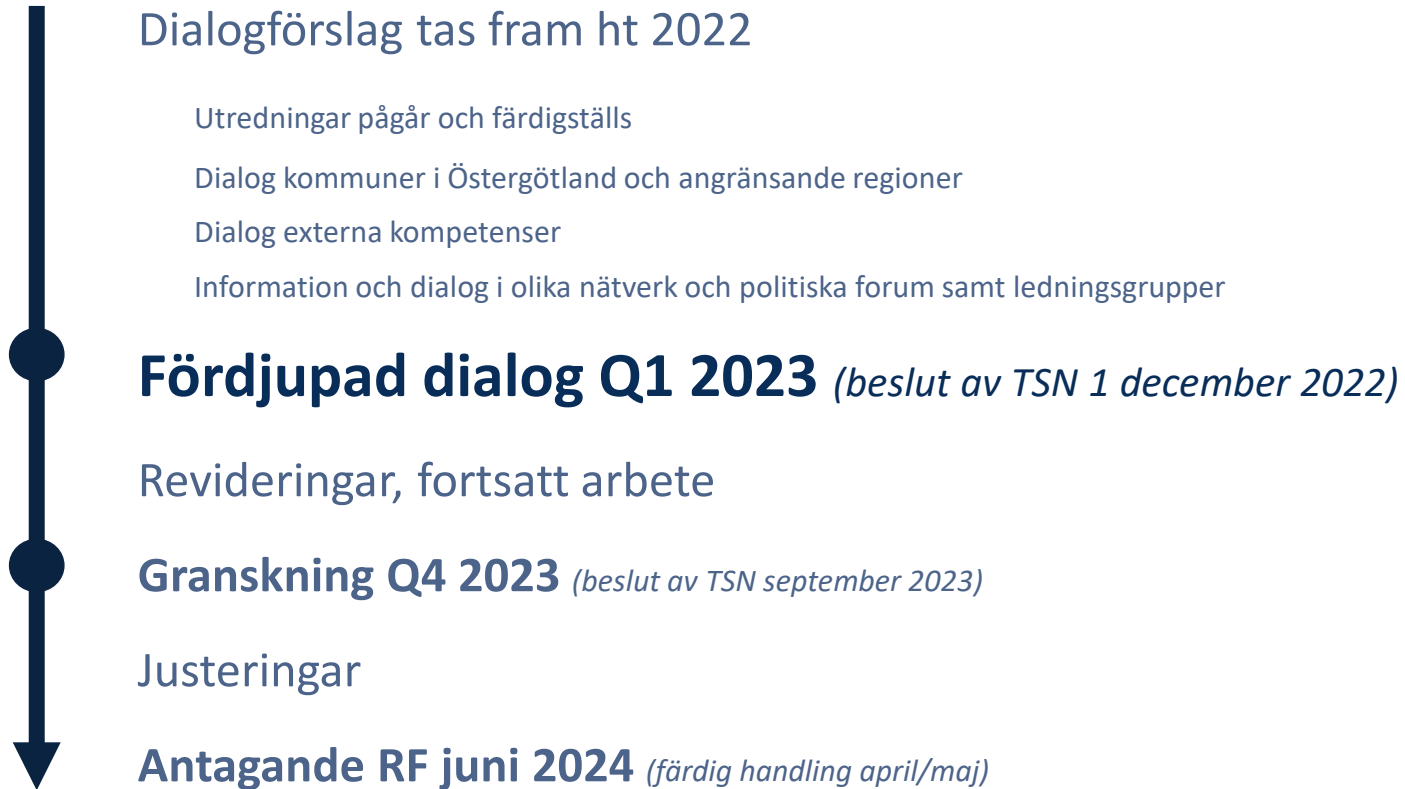 Dialogförslag tas fram ht 2022
Utredningar pågår och färdigställs
Dialog kommuner i Östergötland och angränsande regioner
Dialog externa kompetenser
Information och dialog i olika nätverk och politiska forum samt ledningsgrupper
Fördjupad dialog Q1 2023 (beslut av TSN 1 december 2022)
Revideringar, fortsatt arbete
Granskning Q4 2023 (beslut av TSN september 2023)
Justeringar
Antagande RF juni 2024 (färdig handling april/maj)